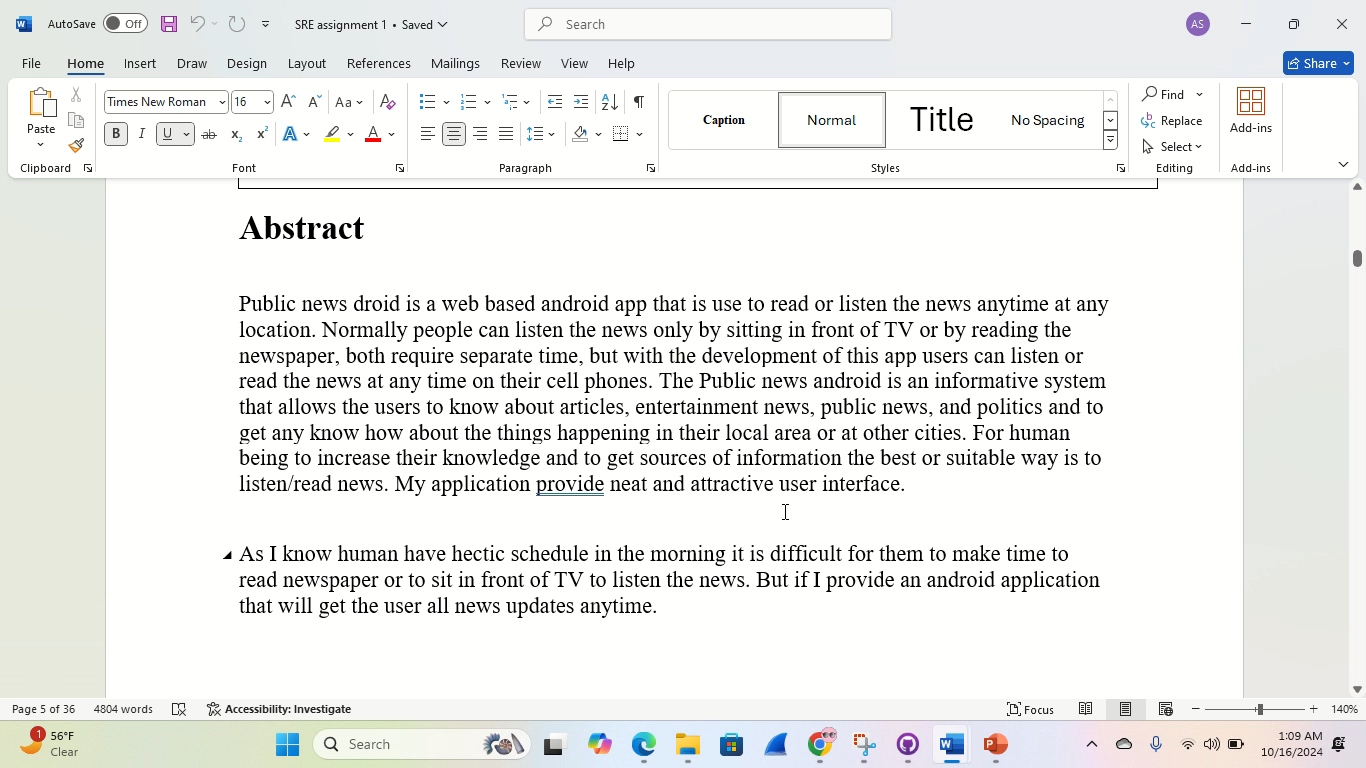 AutoSave Off SRE assignment 1 • Saved Search AS
File Home Insert Draw Design Layout References Mailings Review View Help Share
Paste Times New Roman 16 Aa Caption Normal Title No Spacing Find Replace Select Add-ins
Clipboard Font Paragraph Styles Editing Add-ins
Abstract
Public news droid is a web based android app that is use to read or listen the news anytime at any
location. Normally people can listen the news only by sitting in front of TV or by reading the
newspaper, both require separate time, but with the development of this app users can listen or
read the news at any time on their cell phones. The Public news android is an informative system
that allows the users to know about articles, entertainment news, public news, and politics and to
get any know how about the things happening in their local area or at other cities. For human
being to increase their knowledge and to get sources of information the best or suitable way is to
listen/read news. My application provide neat and attractive user interface.
As I know human have hectic schedule in the morning it is difficult for them to make time to
read newspaper or to sit in front of TV to listen the news. But if I provide an android application
that will get the user all news updates anytime.
Page 5 of 36 4804 words Accessibility: Investigate Focus 140%
1 56°F Clear Search 1:09 AM 10/16/2024